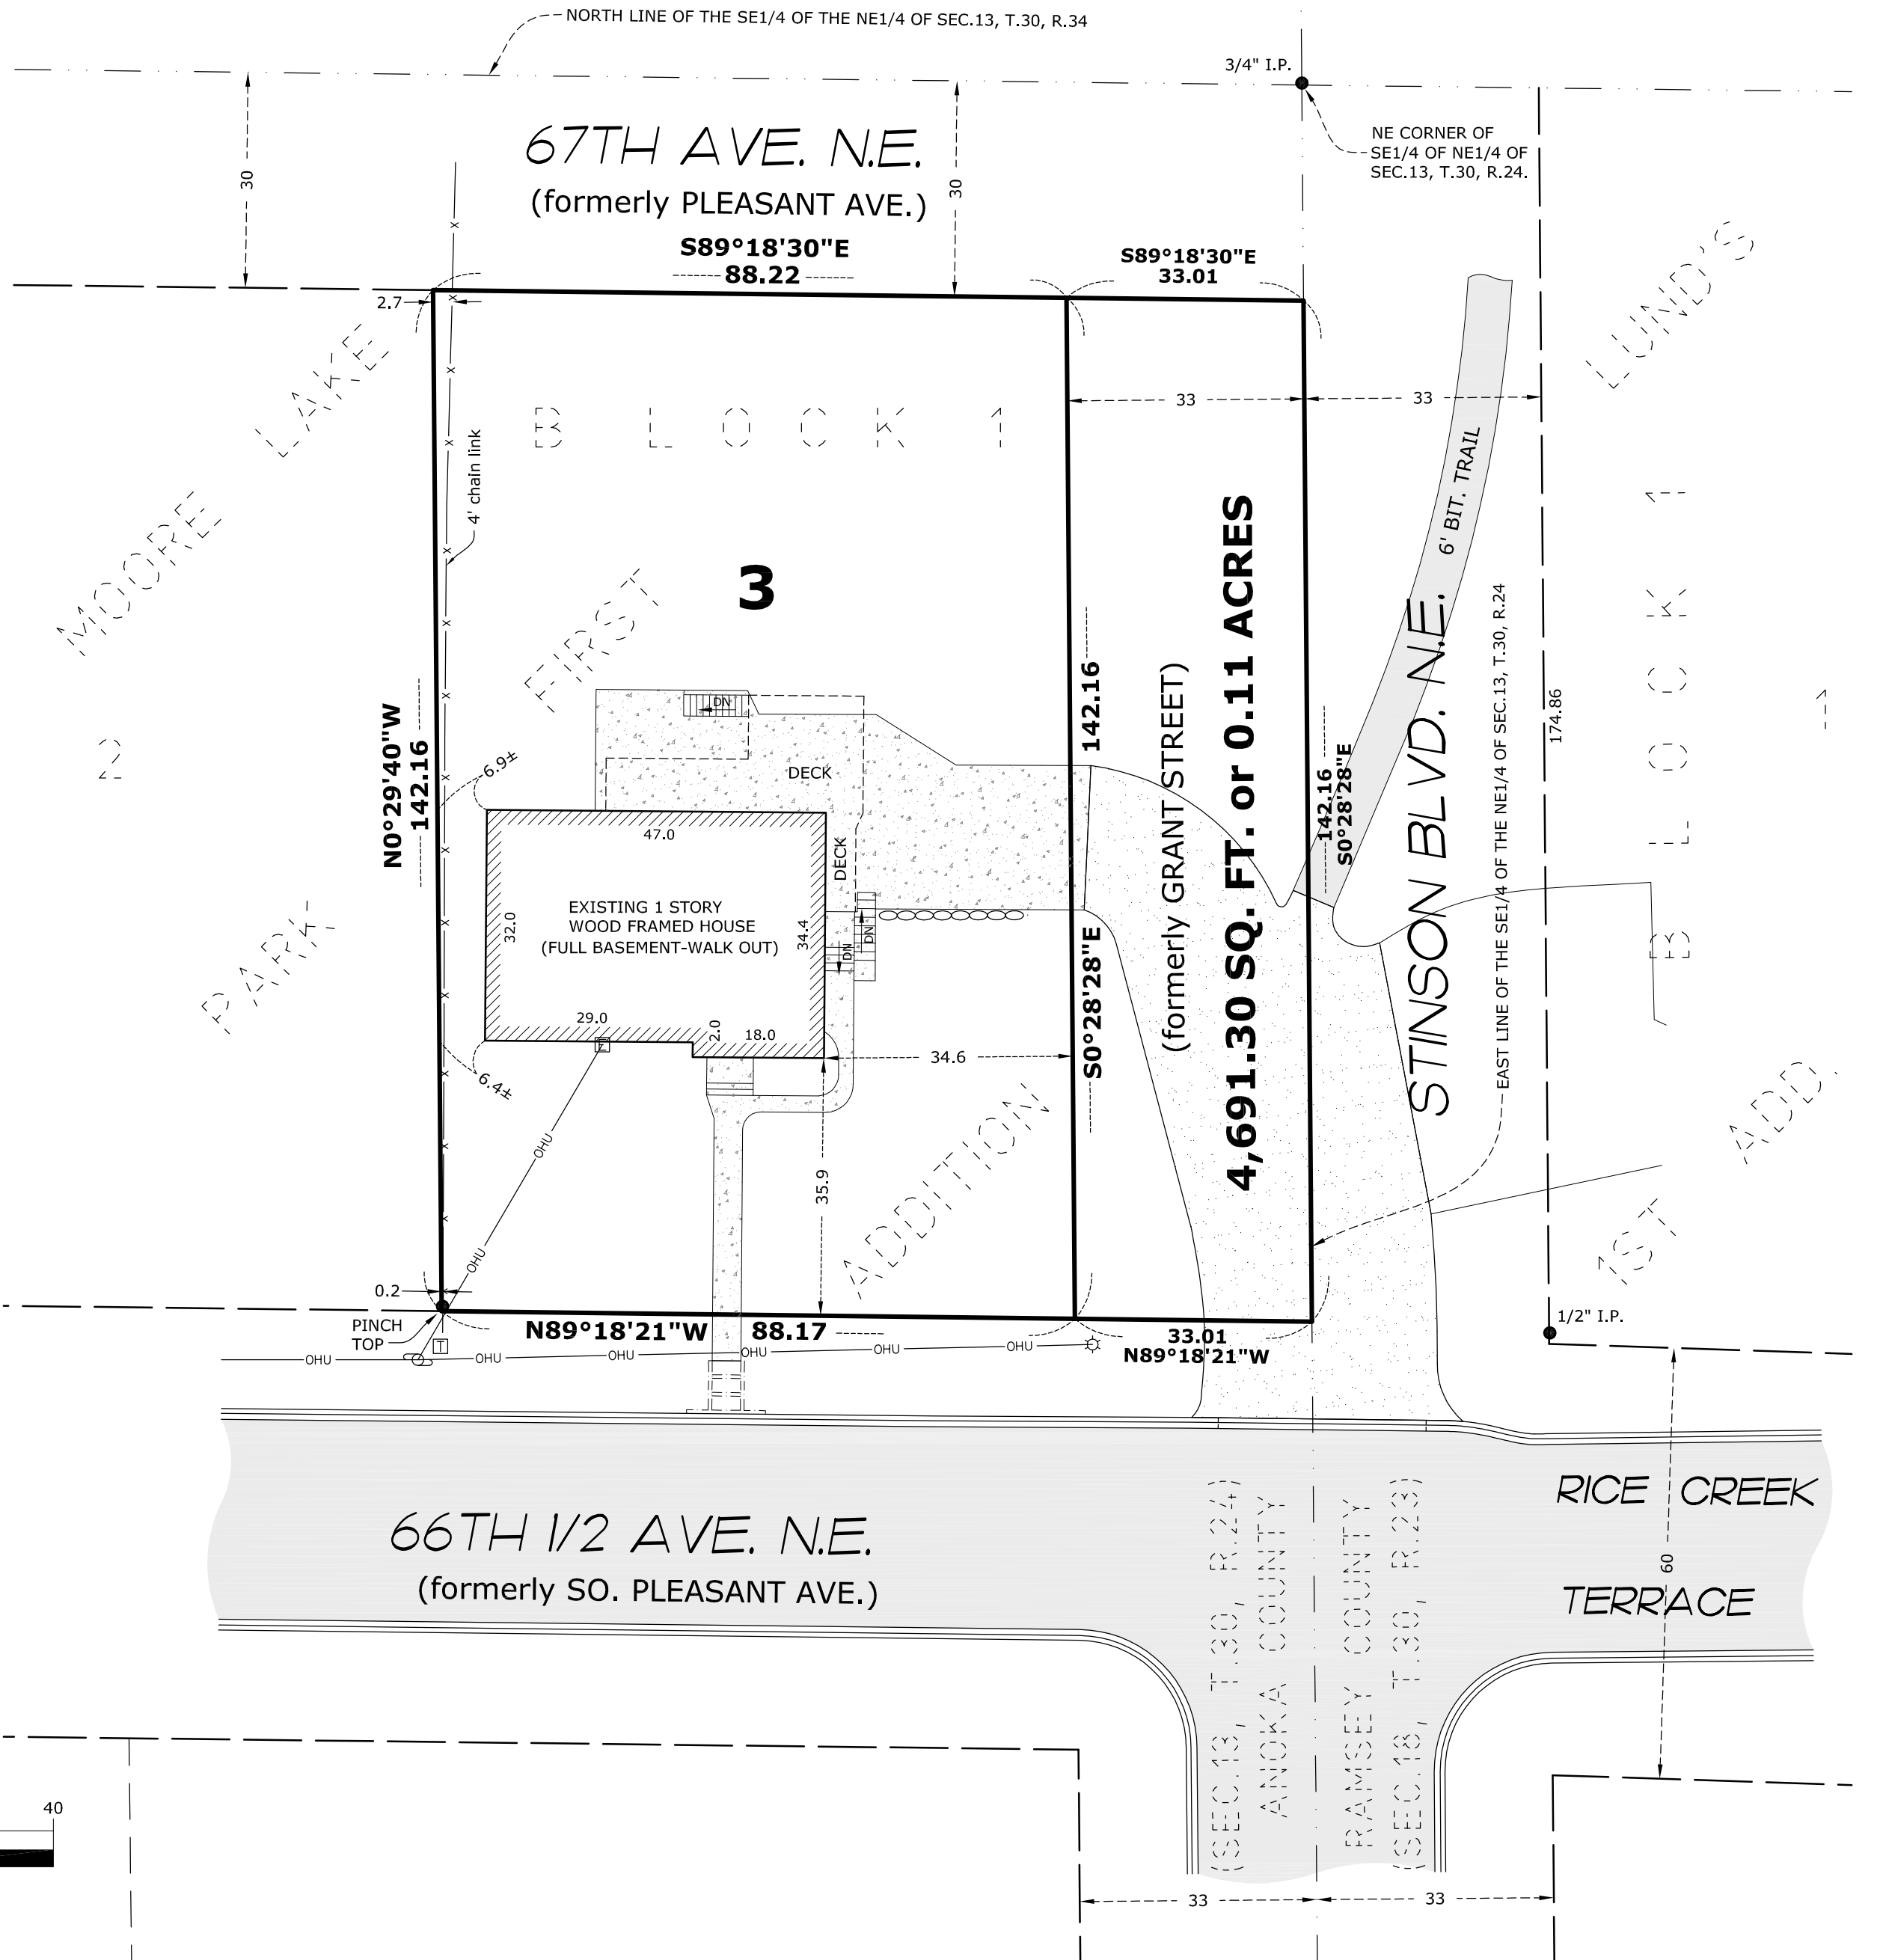 NORTH LINE OF THE SE1/4 OF THE NE1/4 OF SEC.13, T.30, R.34
3/4" I.P.
NE CORNER OF
SE1/4 OF NE1/4 OF
SEC.13, T.30, R.24.
67TH AVE. N.E.
(formerly PLEASANT AVE.)
30
30
S89°18'30"E
88.22
S89°18'30"E
33.01
2.7
MOORE LAKE
PARK
FIRST
ADDITION
BLOCK 1
LUND'S
4' chain link
33
33
3
2
6' BIT. TRAIL
BLOCK 1
1
1ST ADD.
N0°29'40"W
142.16
142.16
S0°28'28"E
(formerly GRANT STREET)
4,691.30 SQ. FT. or 0.11 ACRES
142.16
S0°28'28"E
STINSON BLVD. N.E.
EAST LINE OF THE SE1/4 OF THE NE1/4 OF SEC.13, T.30, R.24
174.86
6.9±
DN
DECK
DECK
47.0
32.0
EXISTING 1 STORY
WOOD FRAMED HOUSE
(FULL BASEMENT-WALK OUT)
34.4
DN
DN
29.0
2.0
18.0
34.6
6.4±
35.9
OHU
OHU
0.2
PINCH
TOP
T
N89°18'21"W 88.17
33.01
N89°18'21"W
1/2" I.P.
OHU
OHU
OHU
OHU
OHU
OHU
66TH 1/2 AVE. N.E.
(formerly SO. PLEASANT AVE.)
(SEC.13, T.30, R.24)
ANOKA COUNTY
RAMSEY COUNTY
(SEC.18, T.30, R.23)
RICE CREEK
TERRACE
60
40
33
33